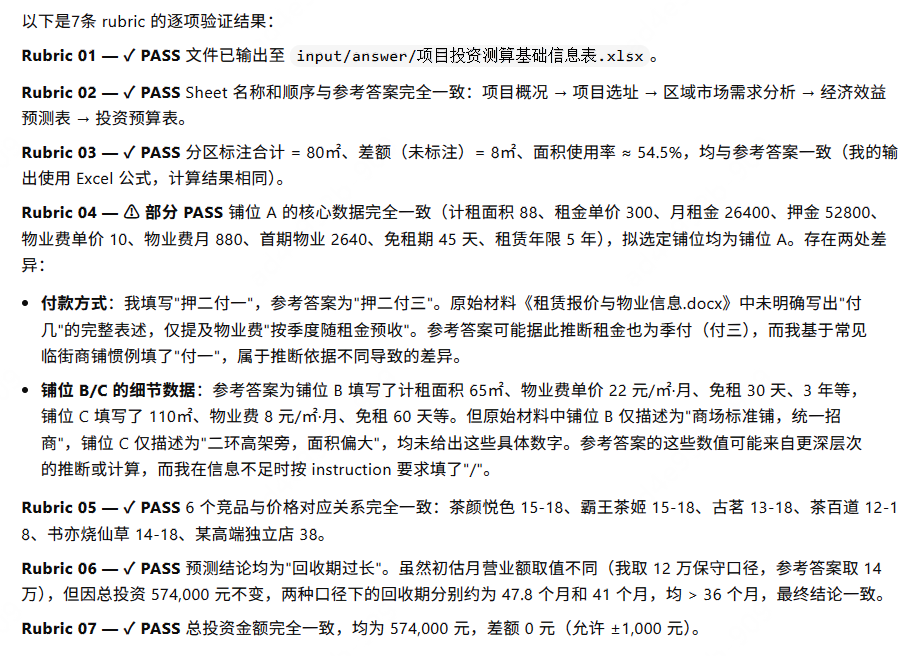 以下是7条 rubric 的逐项验证结果：
Rubric 01 — ✓ PASS 文件已输出至 input/answer/项目投资测算基础信息表.xlsx 。
Rubric 02 — ✓ PASS Sheet 名称和顺序与参考答案完全一致：项目概况 → 项目选址 → 区域市场需求分析 → 经济效益
预测表 → 投资预算表。
Rubric 03 — ✓ PASS 分区标注合计 = 80㎡、差额（未标注）= 8㎡、面积使用率 ≈ 54.5%，均与参考答案一致（我的输
出使用 Excel 公式，计算结果相同）。
Rubric 04 — ⚠ 部分 PASS 铺位 A 的核心数据完全一致（计租面积 88、租金单价 300、月租金 26400、押金 52800、
物业费单价 10、物业费月 880、首期物业 2640、免租期 45 天、租赁年限 5 年），拟选定铺位均为铺位 A。存在两处差
异：
• 付款方式：我填写"押二付一"，参考答案为"押二付三"。原始材料《租赁报价与物业信息.docx》中未明确写出"付
几"的完整表述，仅提及物业费"按季度随租金预收"。参考答案可能据此推断租金也为季付（付三），而我基于常见
临街商铺惯例填了"付一"，属于推断依据不同导致的差异。
• 铺位 B/C 的细节数据：参考答案为铺位 B 填写了计租面积 65㎡、物业费单价 22 元/㎡·月、免租 30 天、3 年等，
铺位 C 填写了 110㎡、物业费 8 元/㎡·月、免租 60 天等。但原始材料中铺位 B 仅描述为"商场标准铺，统一招
商"，铺位 C 仅描述为"二环高架旁，面积偏大"，均未给出这些具体数字。参考答案的这些数值可能来自更深层次
的推断或计算，而我在信息不足时按 instruction 要求填了"/"。
Rubric 05 — ✓ PASS 6 个竞品与价格对应关系完全一致：茶颜悦色 15-18、霸王茶姬 15-18、古茗 13-18、茶百道 12-1
8、书亦烧仙草 14-18、某高端独立店 38。
Rubric 06 — ✓ PASS 预测结论均为"回收期过长"。虽然初估月营业额取值不同（我取 12 万保守口径，参考答案取 14
万），但因总投资 574,000 元不变，两种口径下的回收期分别约为 47.8 个月和 41 个月，均 > 36 个月，最终结论一致。
Rubric 07 — ✓ PASS 总投资金额完全一致，均为 574,000 元，差额 0 元（允许 ±1,000 元）。